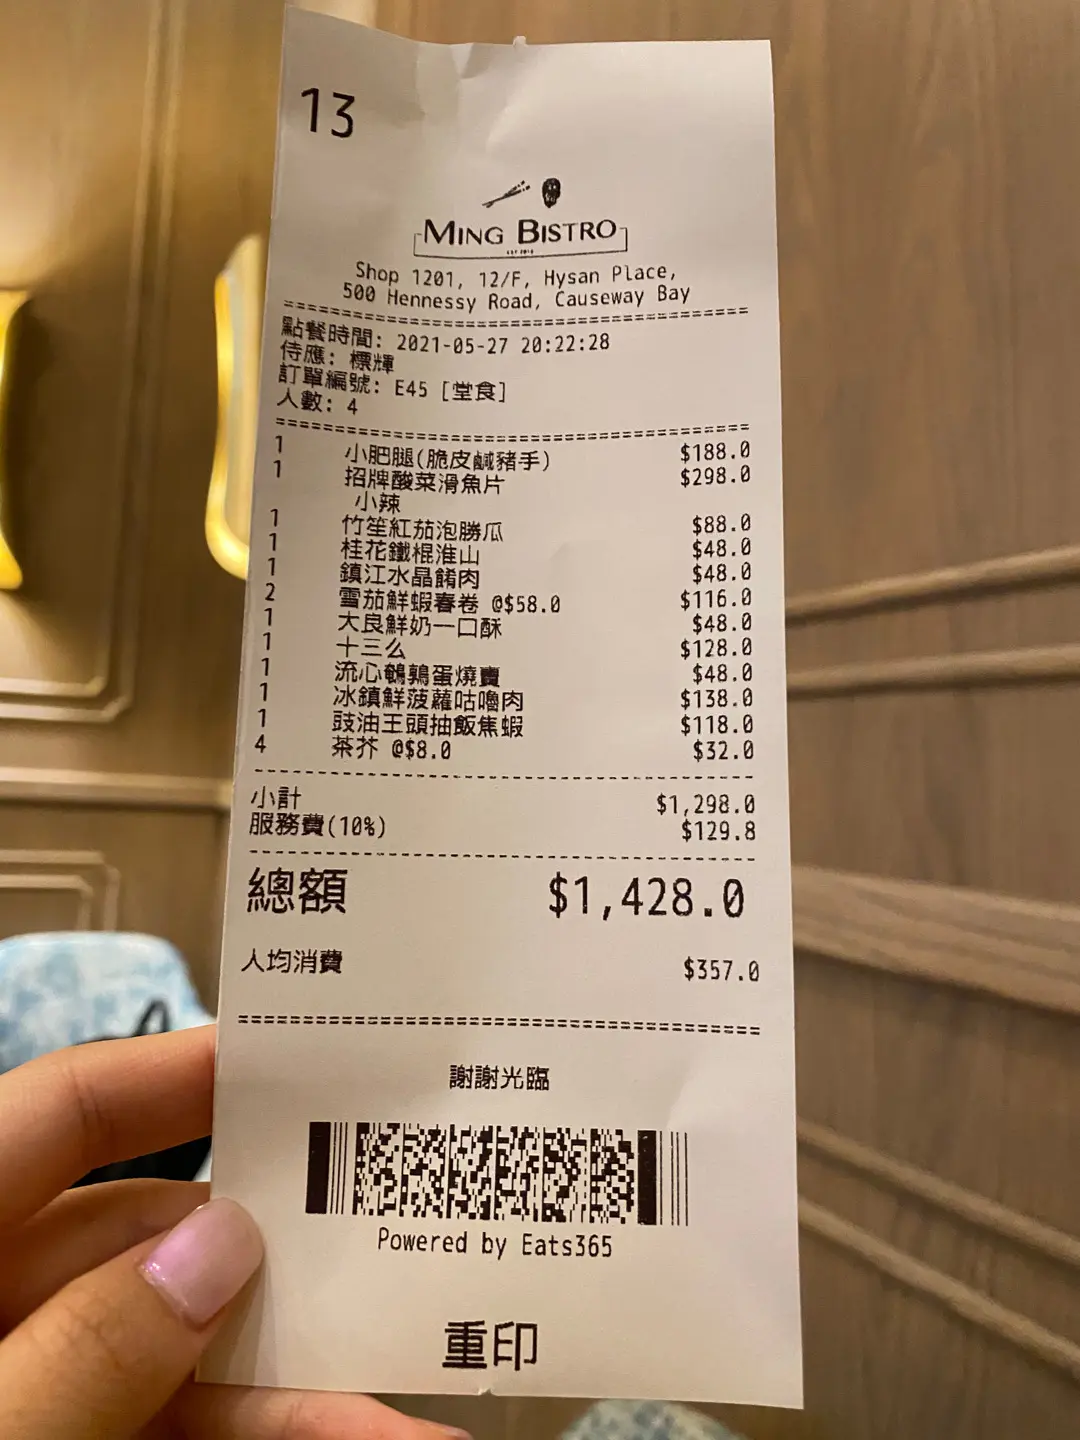 13
MING BISTRO
Shop 1201, 12/F, Hysan Place,
500 Hennessy Road, Causeway Bay
點餐時間: 2021-05-27 20:22:28
侍應: 標輝
訂單編號: E45 [堂食]
人數: 4
1 小肥腿(脆皮鹹豬手) $188.0
1 招牌酸菜滑魚片 $298.0
小辣
1 竹笙紅茄泡勝瓜 $88.0
1 桂花鐵棍淮山 $48.0
1 鎮江水晶餚肉 $48.0
2 雪茄鮮蝦春卷 @$58.0 $116.0
1 大良鮮奶一口酥 $48.0
1 十三么 $128.0
1 流心鵪鶉蛋燒賣 $48.0
1 冰鎮鮮菠蘿咕嚕肉 $138.0
1 豉油王頭抽飯焦蝦 $118.0
4 茶芥 @$8.0 $32.0
小計 $1,298.0
服務費(10%) $129.8
總額 $1,428.0
人均消費 $357.0
謝謝光臨
Powered by Eats365
重印